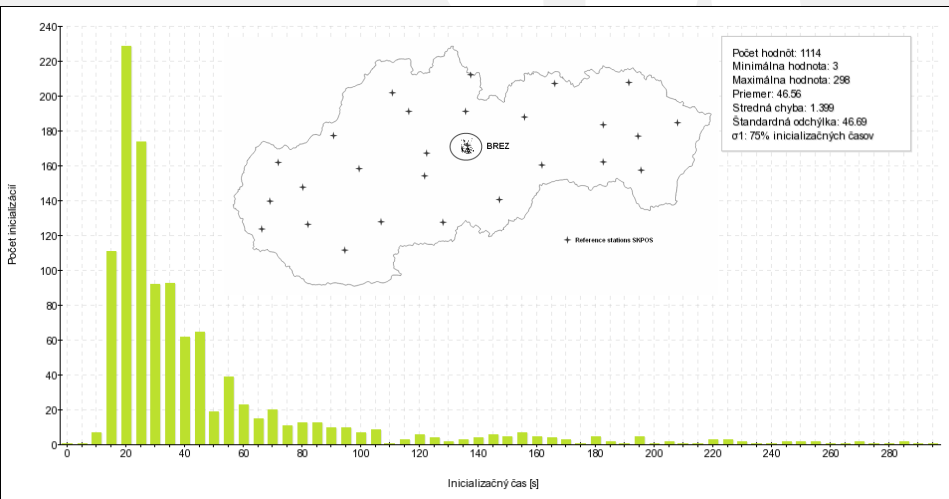 240
220
200
180
160
140
120
100
80
60
40
20
0
Počet inicializácií
Počet hodnôt: 1114
Minimálna hodnota: 3
Maximálna hodnota: 298
Priemer: 46.56
Stredná chyba: 1.399
Štandardná odchýlka: 46.69
σ1: 75% inicializačných časov
BREZ
Reference stations SKPOS
0 20 40 60 80 100 120 140 160 180 200 220 240 260 280
Inicializačný čas [s]